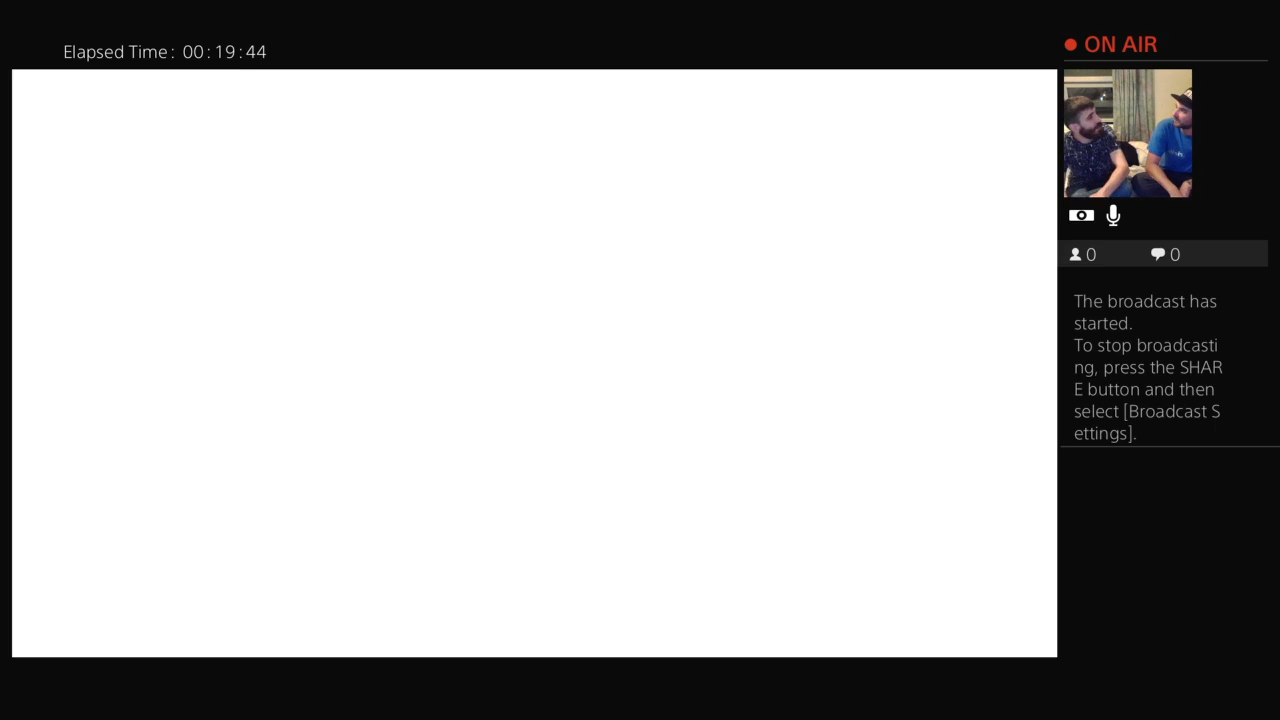 Elapsed Time: 00:19:44
ON AIR
0 0
The broadcast has
started.
To stop broadcasti
ng, press the SHAR
E button and then
select [Broadcast S
ettings].